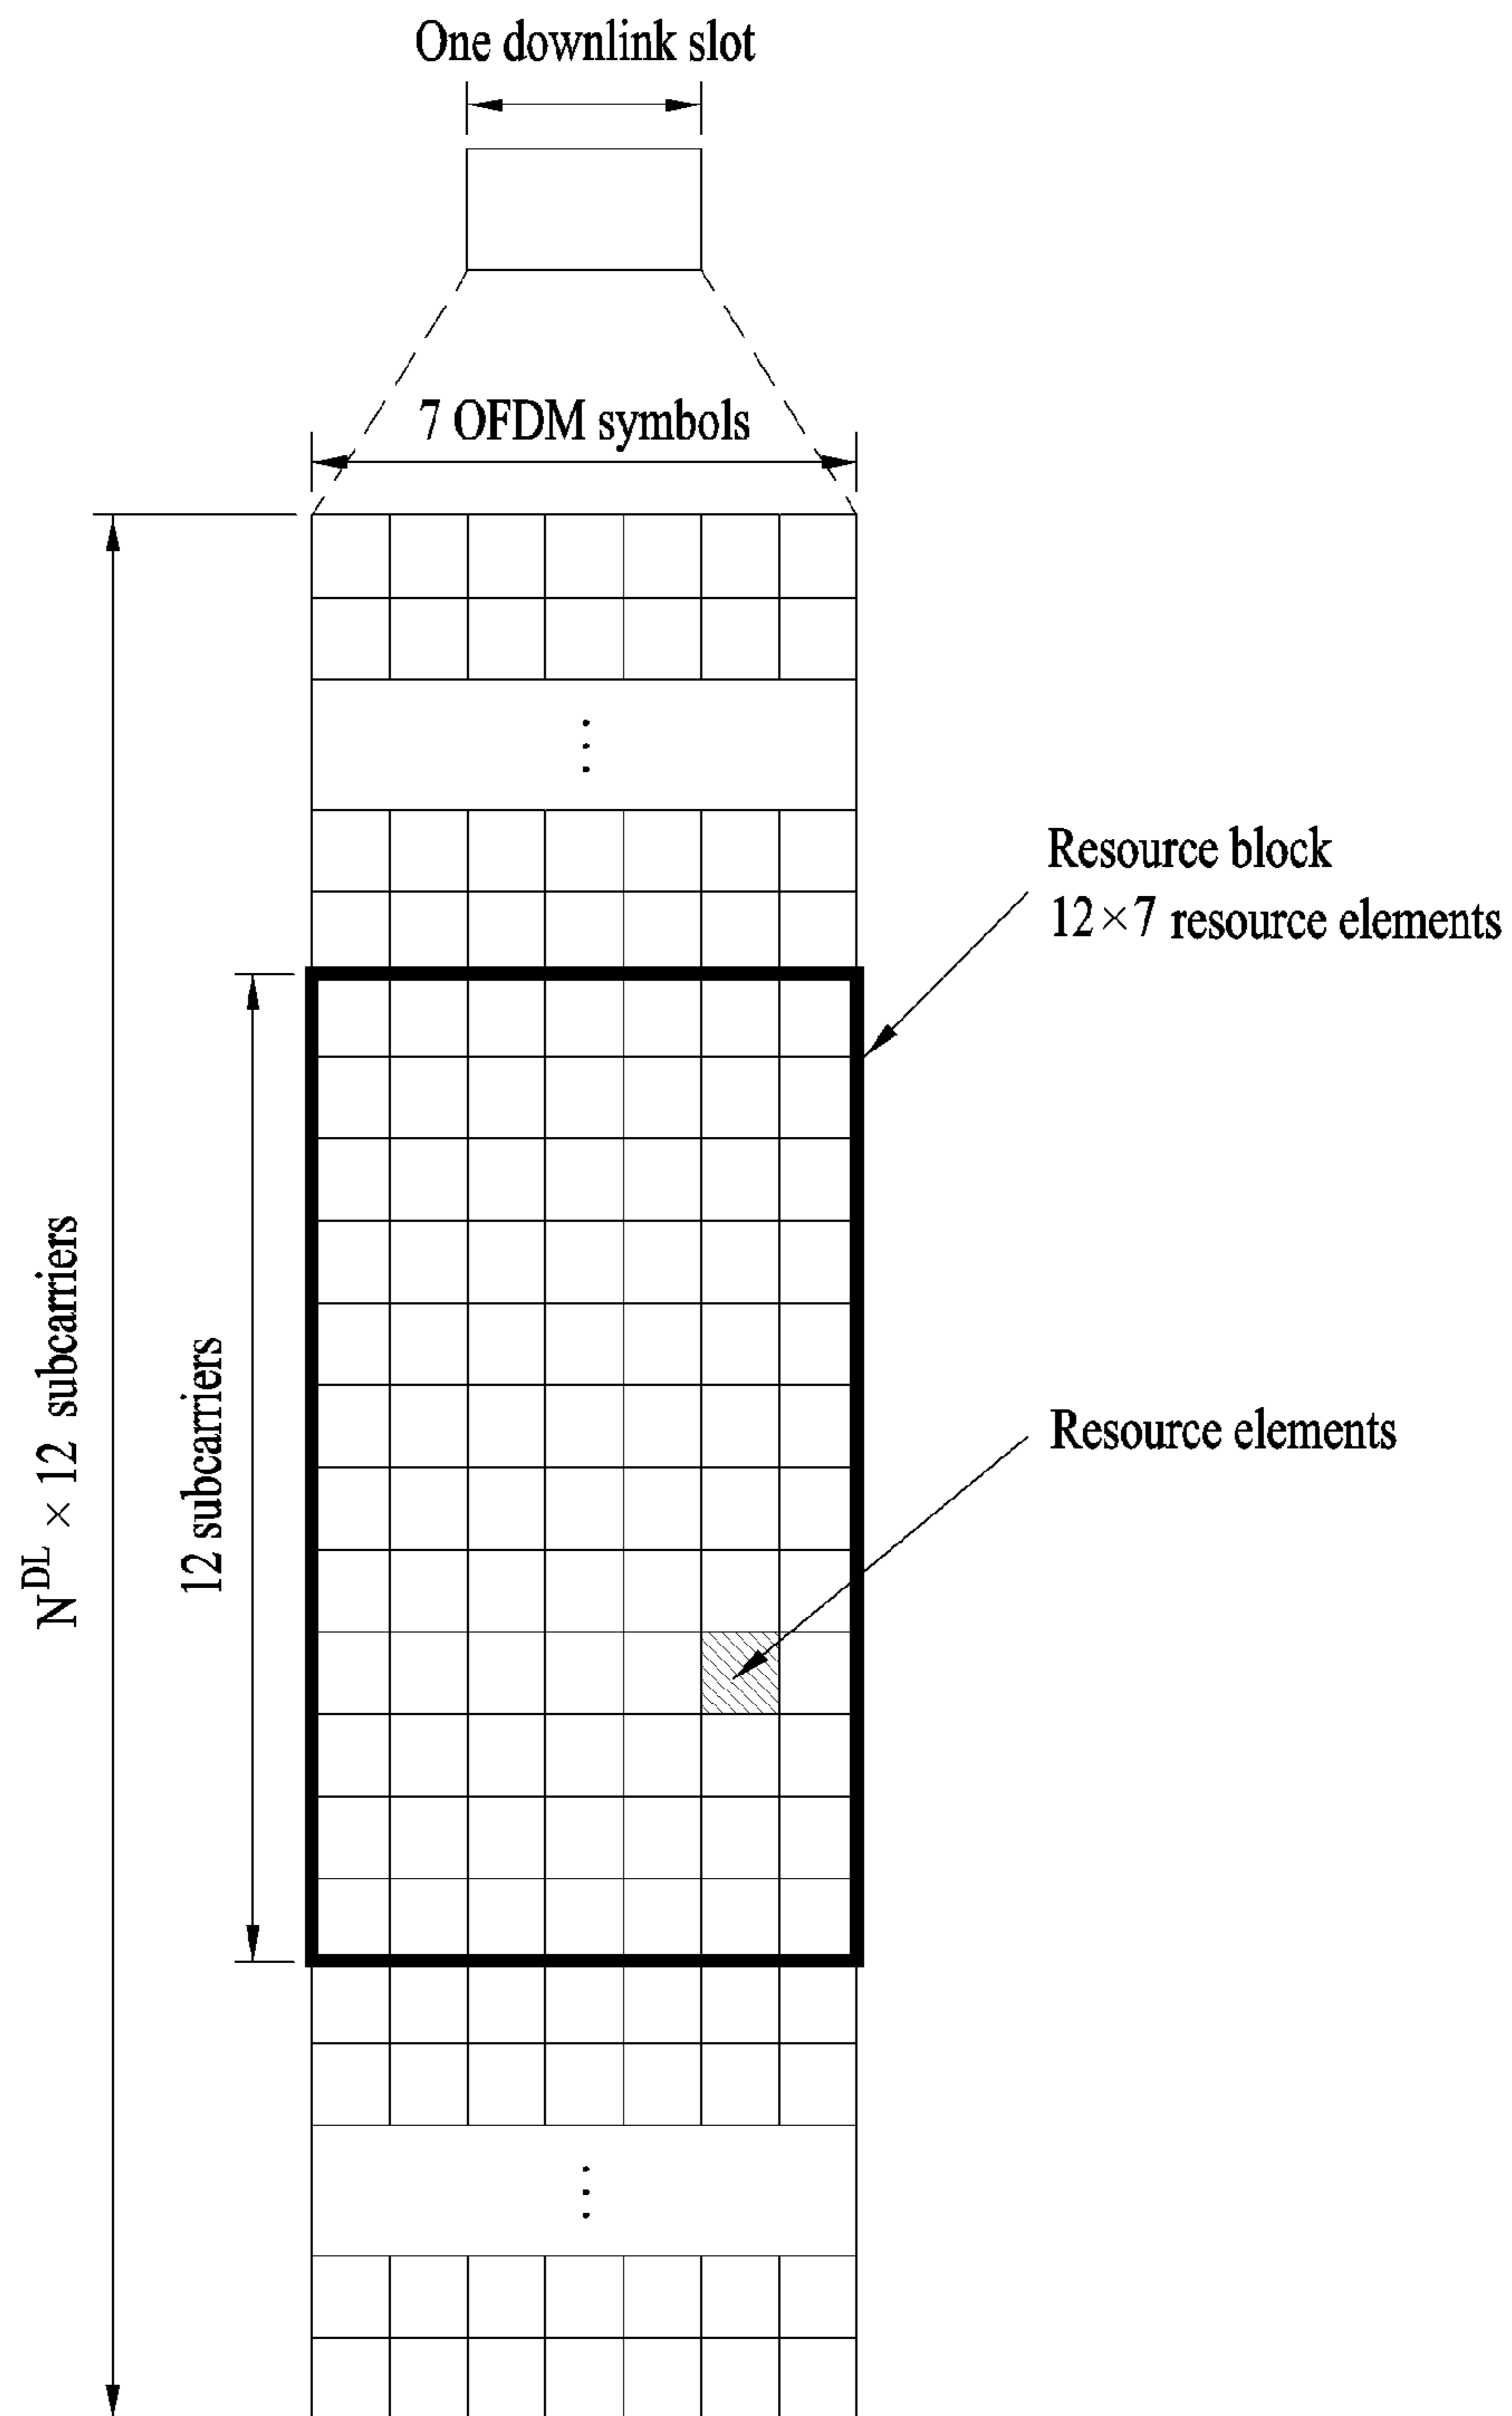 One downlink slot
7 OFDM symbols
Resource block
12×7 resource elements
Resource elements
12 subcarriers
N^DL × 12 subcarriers